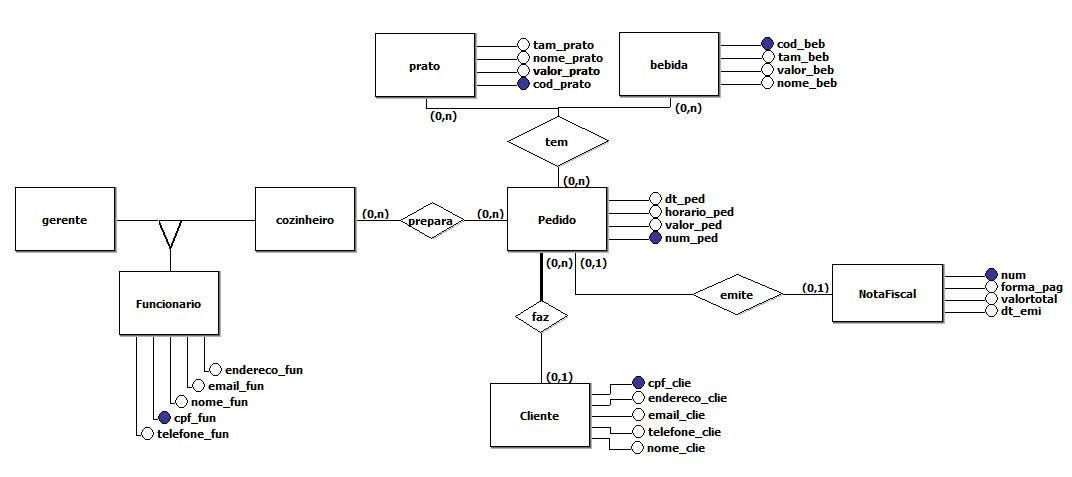 prato
tam_prato
nome_prato
valor_prato
cod_prato
bebida
cod_beb
tam_beb
valor_beb
nome_beb
(0,n)
(0,n)
tem
(0,n)
gerente
cozinheiro
(0,n)
prepara
(0,n)
Pedido
dt_ped
horario_ped
valor_ped
num_ped
(0,n)
(0,1)
Funcionario
endereco_fun
email_fun
nome_fun
cpf_fun
telefone_fun
emite
(0,1)
NotaFiscal
num
forma_pag
valortotal
dt_emi
faz
(0,1)
Cliente
cpf_clie
endereco_clie
email_clie
telefone_clie
nome_clie